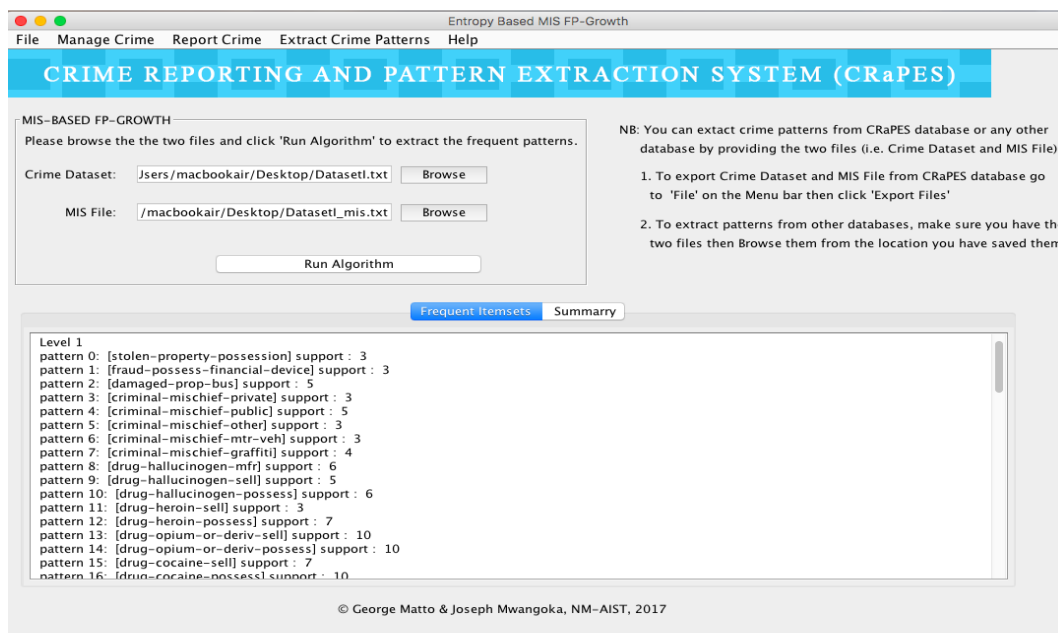 Entropy Based MIS FP-Growth
File Manage Crime Report Crime Extract Crime Patterns Help
CRIME REPORTING AND PATTERN EXTRACTION SYSTEM (CRaPES)
MIS-BASED FP-GROWTH
Please browse the the two files and click 'Run Algorithm' to extract the frequent patterns.
Crime Dataset: Jsers/macbookair/Desktop/DatasetI.txt Browse
MIS File: /macbookair/Desktop/DatasetI_mis.txt Browse
Run Algorithm
NB: You can extact crime patterns from CRaPES database or any other
database by providing the two files (i.e. Crime Dataset and MIS File)
1. To export Crime Dataset and MIS File from CRaPES database go
to 'File' on the Menu bar then click 'Export Files'
2. To extract patterns from other databases, make sure you have th
two files then Browse them from the location you have saved them
Frequent Itemsets Summarry
Level 1
pattern 0: [stolen-property-possession] support : 3
pattern 1: [fraud-possess-financial-device] support : 3
pattern 2: [damaged-prop-bus] support : 5
pattern 3: [criminal-mischief-private] support : 3
pattern 4: [criminal-mischief-public] support : 5
pattern 5: [criminal-mischief-other] support : 3
pattern 6: [criminal-mischief-mtr-veh] support : 3
pattern 7: [criminal-mischief-graffiti] support : 4
pattern 8: [drug-hallucinogen-mfr] support : 6
pattern 9: [drug-hallucinogen-sell] support : 5
pattern 10: [drug-hallucinogen-possess] support : 6
pattern 11: [drug-heroin-sell] support : 3
pattern 12: [drug-heroin-possess] support : 7
pattern 13: [drug-opium-or-deriv-sell] support : 10
pattern 14: [drug-opium-or-deriv-possess] support : 10
pattern 15: [drug-cocaine-sell] support : 7
pattern 16: [drug-cocaine-possess] support : 10
© George Matto & Joseph Mwangoka, NM-AIST, 2017